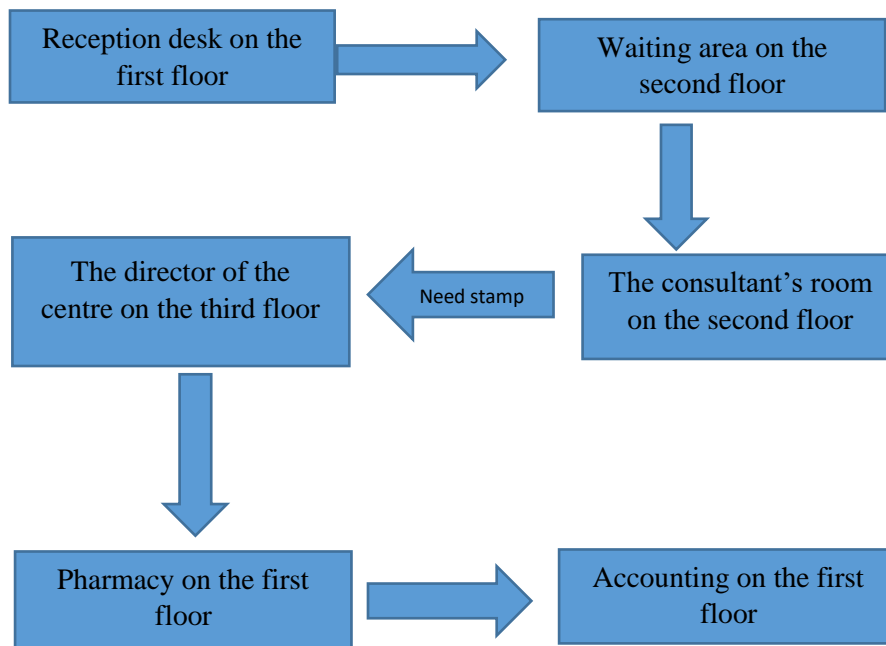 Reception desk on the
first floor
Waiting area on the
second floor
The consultant’s room
on the second floor
Need stamp
The director of the
centre on the third floor
Pharmacy on the first
floor
Accounting on the first
floor